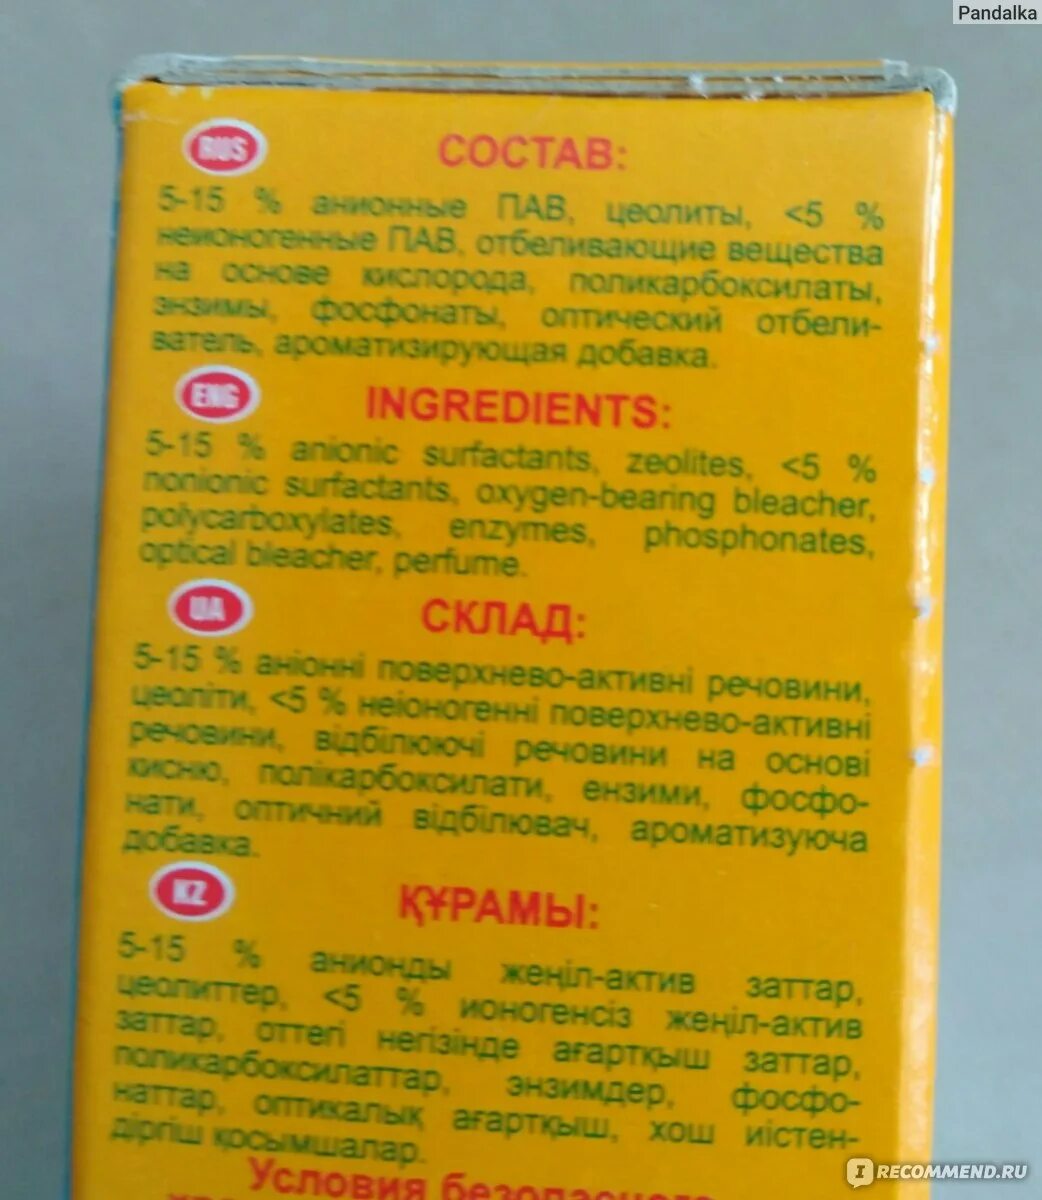 Pandalka
RUS
СОСТАВ:
5-15 % анионные ПАВ, цеолиты, <5 %
неионогенные ПАВ, отбеливающие вещества
на основе кислорода, поликарбоксилаты,
энзимы, фосфонаты, оптический отбели-
ватель, ароматизирующая добавка.
ENG
INGREDIENTS:
5-15 % anionic surfactants, zeolites, <5 %
nonionic surfactants, oxygen-bearing bleacher,
polycarboxylates, enzymes, phosphonates,
optical bleacher, perfume.
UA
СКЛАД:
5-15 % аніонні поверхнево-активні речовини,
цеоліти, <5 % неіоногенні поверхнево-активні
речовини, відбілюючі речовини на основі
кисню, полікарбоксилати, ензими, фосфо-
нати, оптичний відбілювач, ароматизуюча
добавка.
KZ
ҚҰРАМЫ:
5-15 % анионды жеңіл-актив заттар,
цеолиттер, <5 % ионогенсіз жеңіл-актив
заттар, оттегі негізінде ағартқыш заттар,
поликарбоксилаттар, энзимдер, фосфо-
наттар, оптикалық ағартқыш, хош иістен-
діргіш қосымшалар.
Условия безопасного
IRECOMMEND.RU